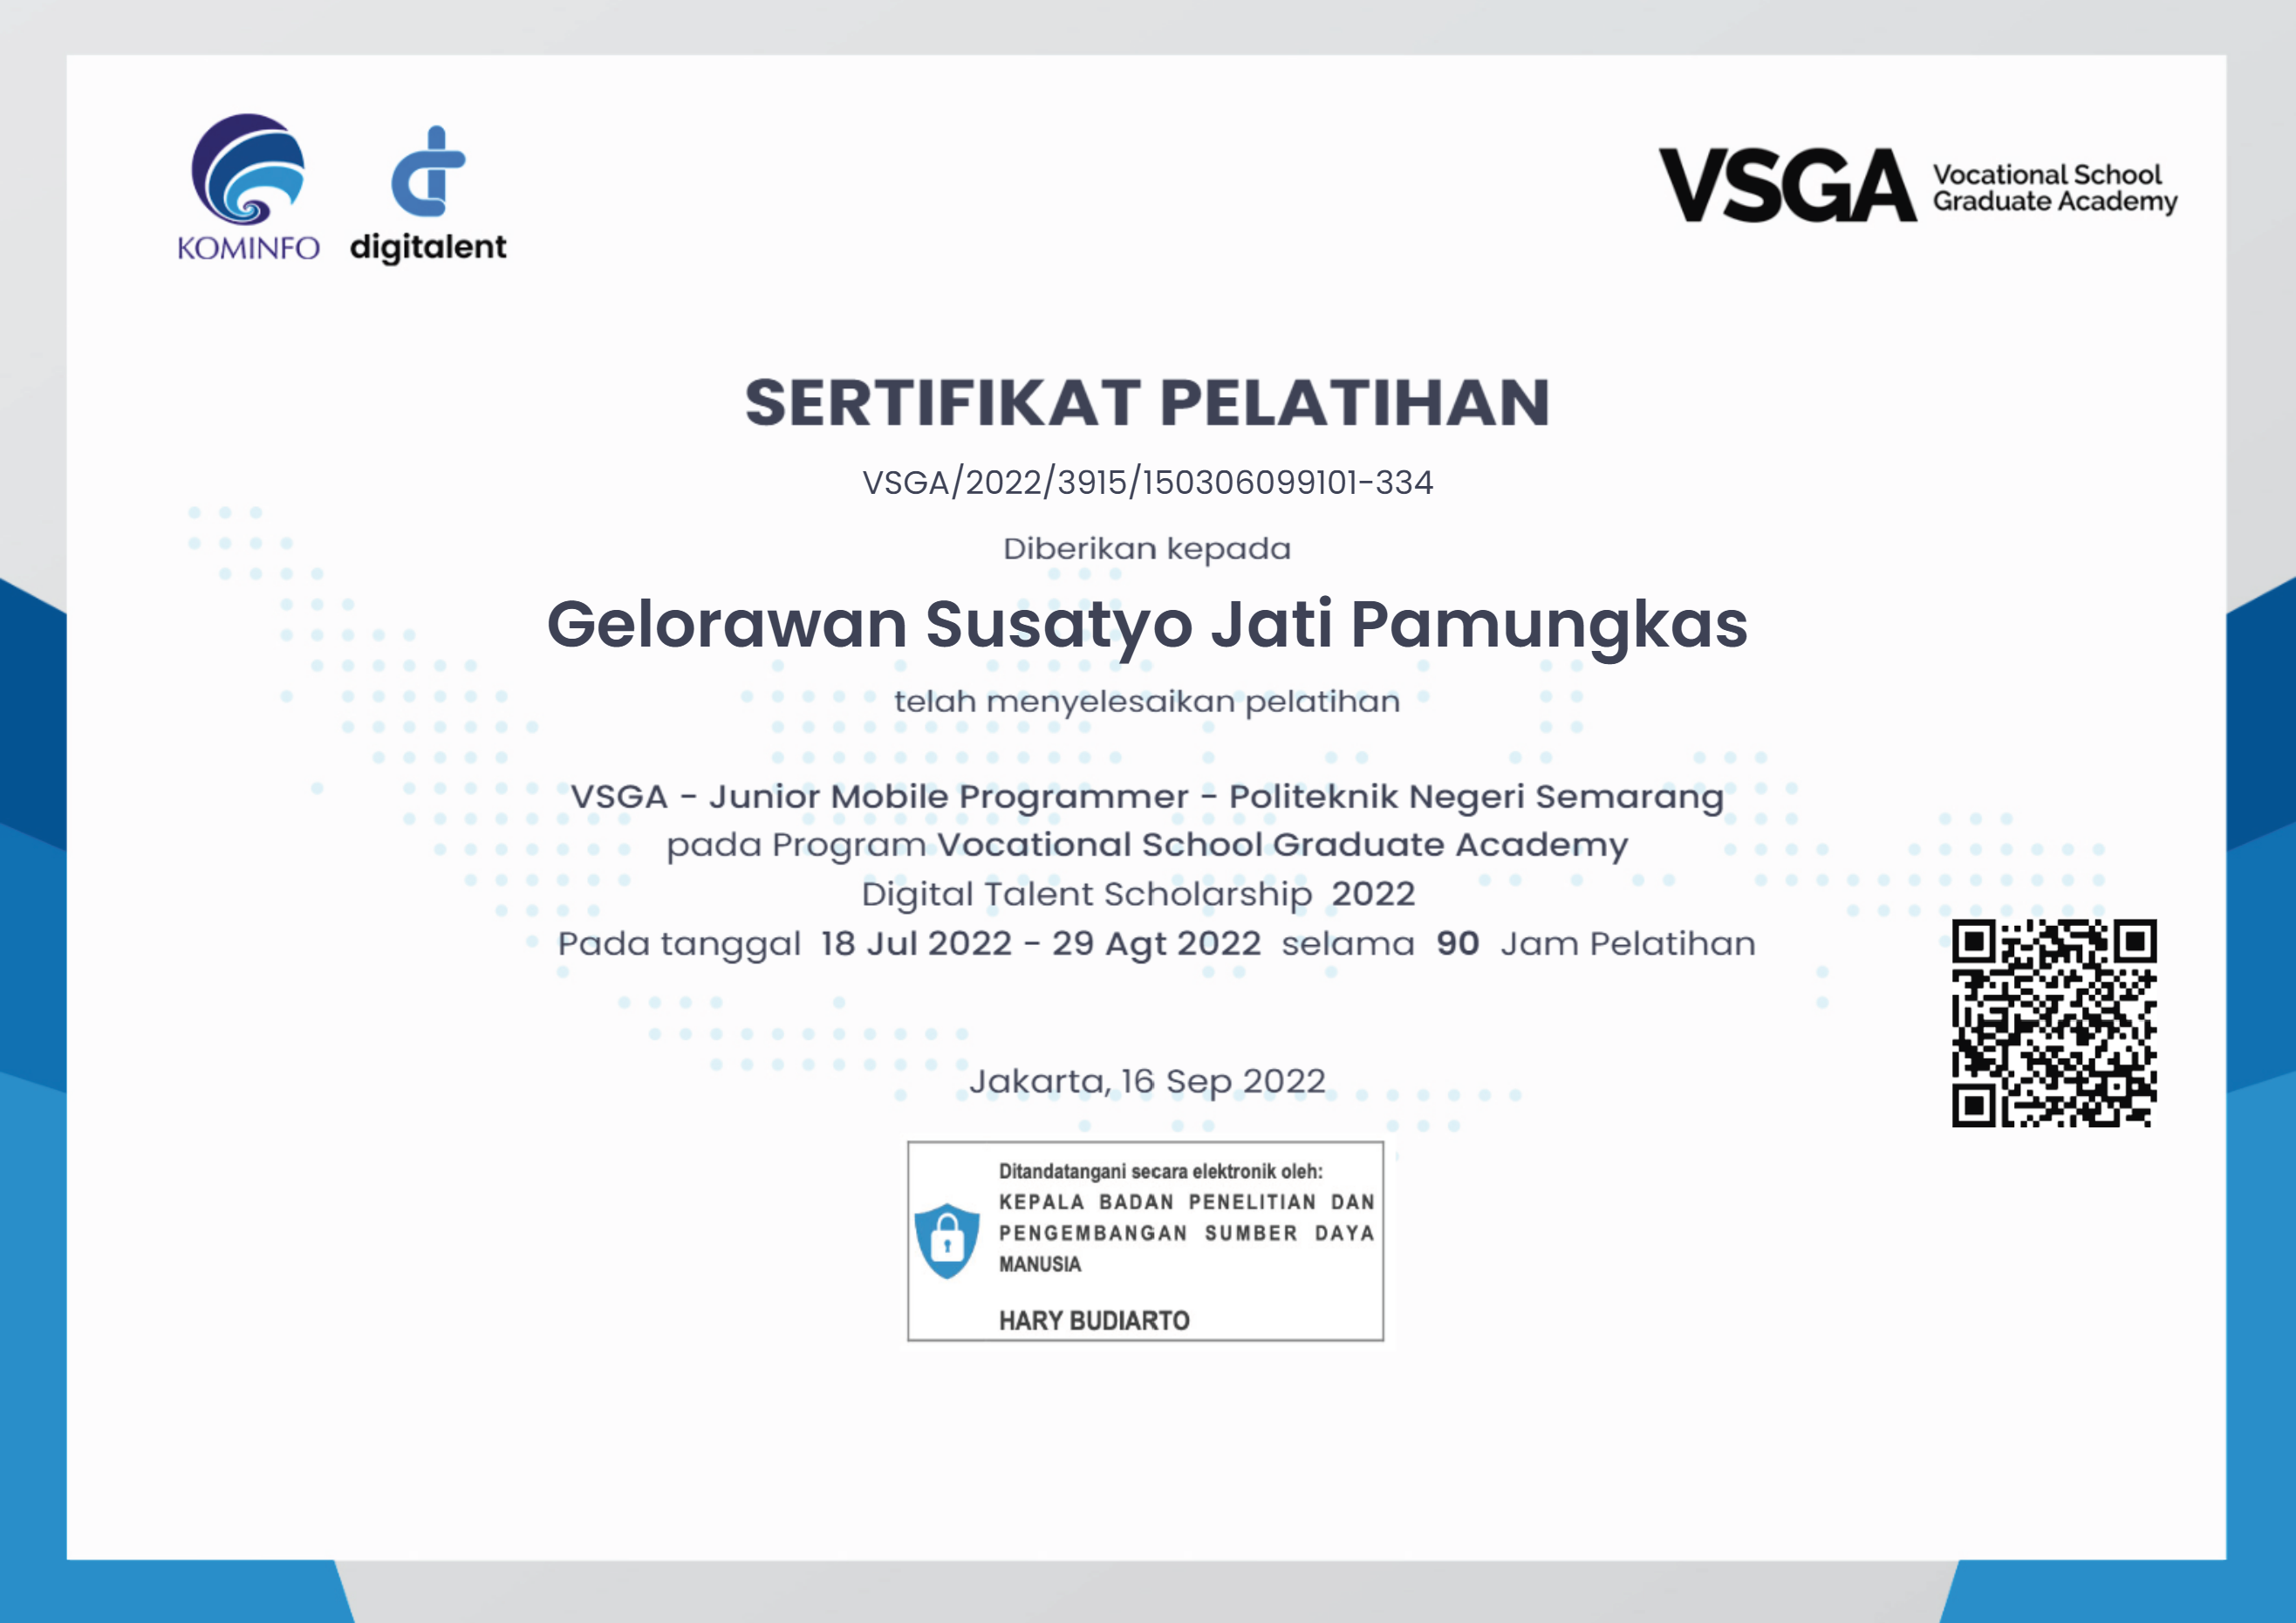 KOMINFO
digitalent
VSGA
Vocational School
Graduate Academy
SERTIFIKAT PELATIHAN
VSGA/2022/3915/150306099101-334
Diberikan kepada
Gelorawan Susatyo Jati Pamungkas
telah menyelesaikan pelatihan
VSGA - Junior Mobile Programmer - Politeknik Negeri Semarang
pada Program Vocational School Graduate Academy
Digital Talent Scholarship 2022
Pada tanggal 18 Jul 2022 - 29 Agt 2022 selama 90 Jam Pelatihan
Jakarta, 16 Sep 2022
Ditandatangani secara elektronik oleh:
KEPALA BADAN PENELITIAN DAN
PENGEMBANGAN SUMBER DAYA
MANUSIA
HARY BUDIARTO